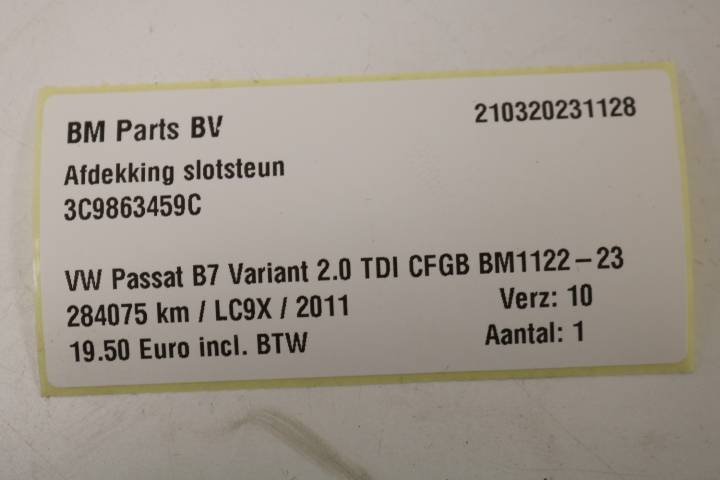 BM Parts BV 210320231128
Afdekking slotsteun
3C9863459C
VW Passat B7 Variant 2.0 TDI CFGB BM1122-23
284075 km / LC9X / 2011 Verz: 10
19.50 Euro incl. BTW Aantal: 1